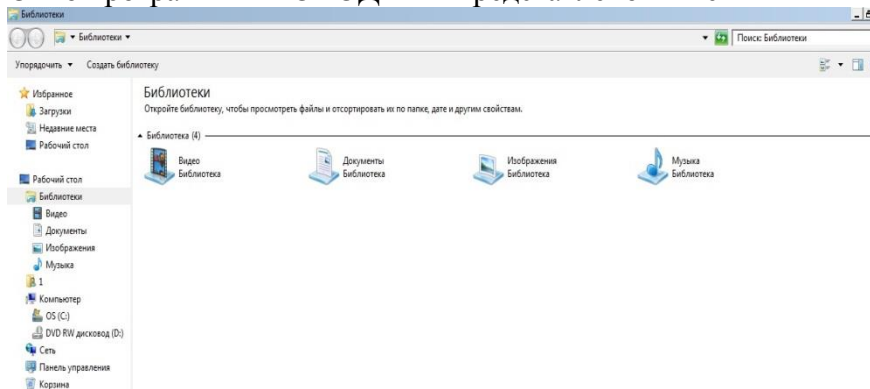 Библиотеки
Библиотеки
Поиск: Библиотеки
Упорядочить
Создать библиотеку
Избранное
Загрузки
Недавние места
Рабочий стол
Рабочий стол
Библиотеки
Видео
Документы
Изображения
Музыка
1
Компьютер
OS (C:)
DVD RW дисковод (D:)
Сеть
Панель управления
Корзина
Библиотеки
Откройте библиотеку, чтобы просмотреть файлы и отсортировать их по папке, дате и другим свойствам.
Библиотека (4)
Видео
Библиотека
Документы
Библиотека
Изображения
Библиотека
Музыка
Библиотека